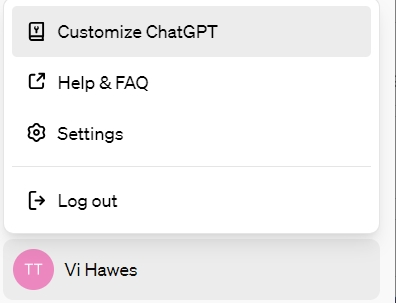 Customize ChatGPT
Help & FAQ
Settings
Log out
TT Vi Hawes